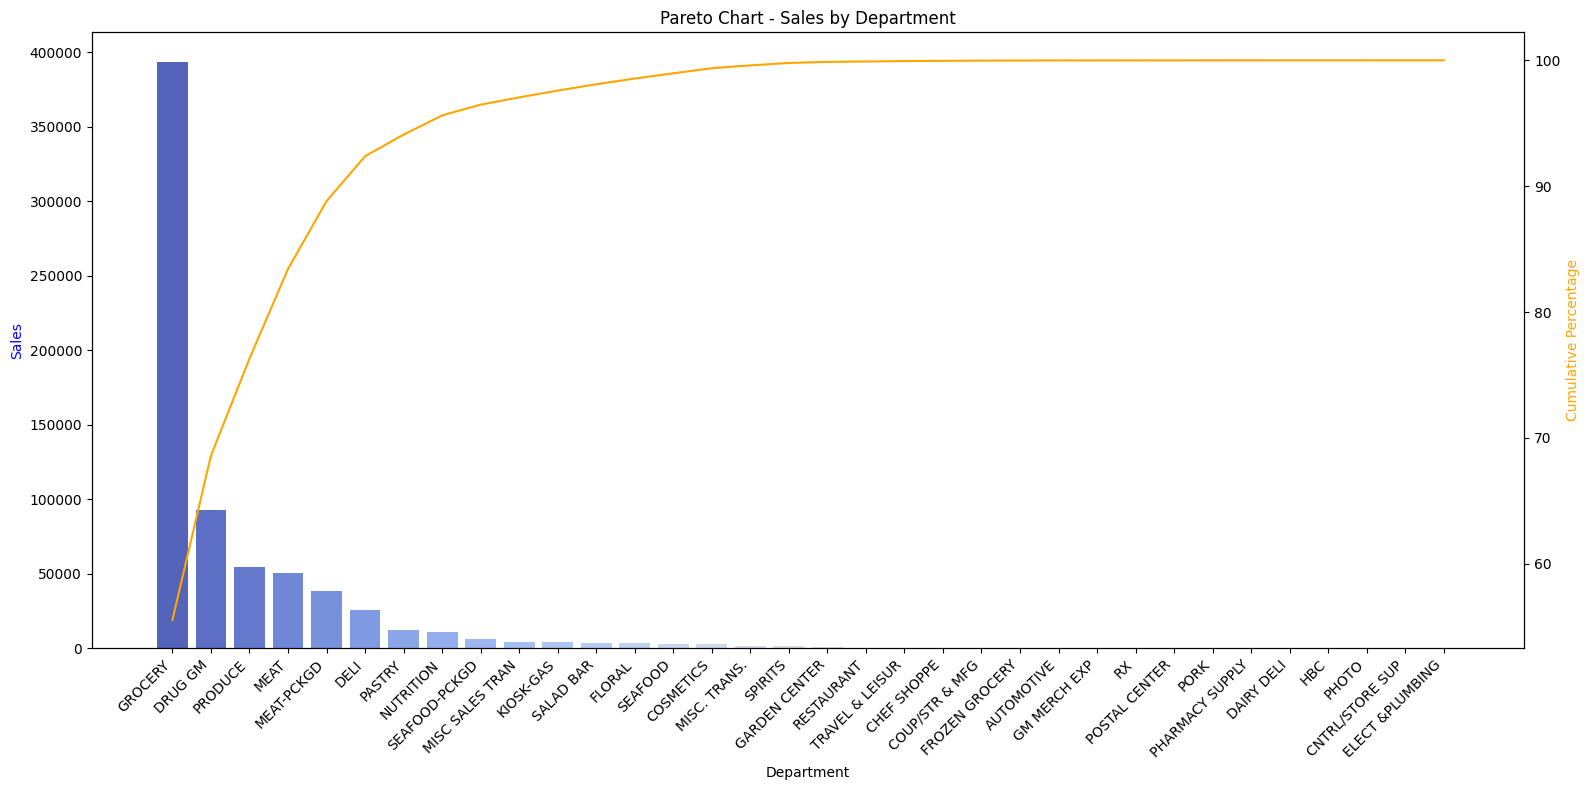 Pareto Chart - Sales by Department
400000
350000
300000
250000
200000
150000
100000
50000
0
Sales
100
90
80
70
60
Cumulative Percentage
GROCERY
DRUG GM
PRODUCE
MEAT
MEAT-PCKGD
DELI
PASTRY
NUTRITION
SEAFOOD-PCKGD
MISC SALES TRAN
KIOSK-GAS
SALAD BAR
FLORAL
SEAFOOD
COSMETICS
MISC. TRANS.
SPIRITS
GARDEN CENTER
RESTAURANT
TRAVEL & LEISUR
CHEF SHOPPE
COUP/STR & MFG
FROZEN GROCERY
AUTOMOTIVE
GM MERCH EXP
RX
POSTAL CENTER
PORK
PHARMACY SUPPLY
DAIRY DELI
HBC
PHOTO
CNTRL/STORE SUP
ELECT &PLUMBING
Department